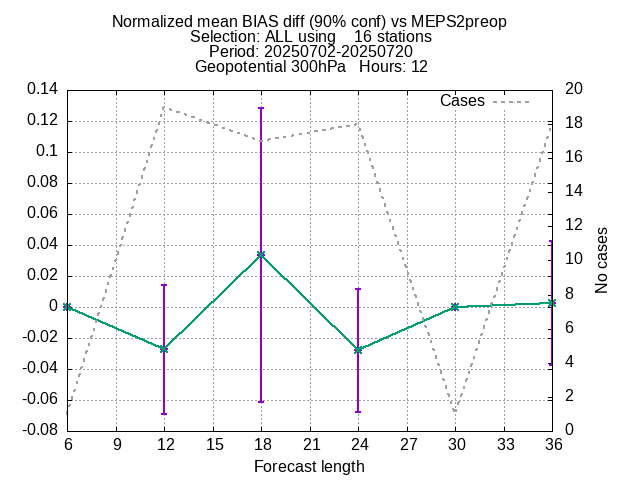 Normalized mean BIAS diff (90% conf) vs MEPS2preop
Selection: ALL using    16 stations
Period: 20250702-20250720
Geopotential 300hPa   Hours: 12
Cases
0.14
0.12
0.1
0.08
0.06
0.04
0.02
0
-0.02
-0.04
-0.06
-0.08
20
18
16
14
12
10
8
6
4
2
0
No cases
6 9 12 15 18 21 24 27 30 33 36
Forecast length